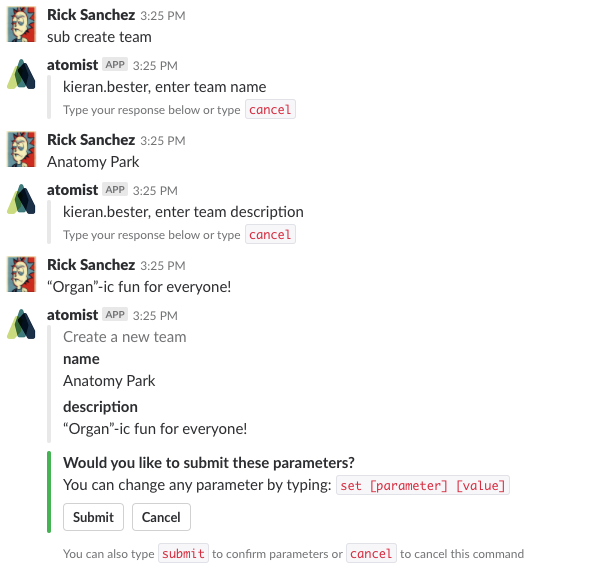 Rick Sanchez 3:25 PM
sub create team
atomist APP 3:25 PM
kieran.bester, enter team name
Type your response below or type cancel
Rick Sanchez 3:25 PM
Anatomy Park
atomist APP 3:25 PM
kieran.bester, enter team description
Type your response below or type cancel
Rick Sanchez 3:25 PM
“Organ”-ic fun for everyone!
atomist APP 3:25 PM
Create a new team
name
Anatomy Park
description
“Organ”-ic fun for everyone!
Would you like to submit these parameters?
You can change any parameter by typing: set [parameter] [value]
Submit Cancel
You can also type submit to confirm parameters or cancel to cancel this command